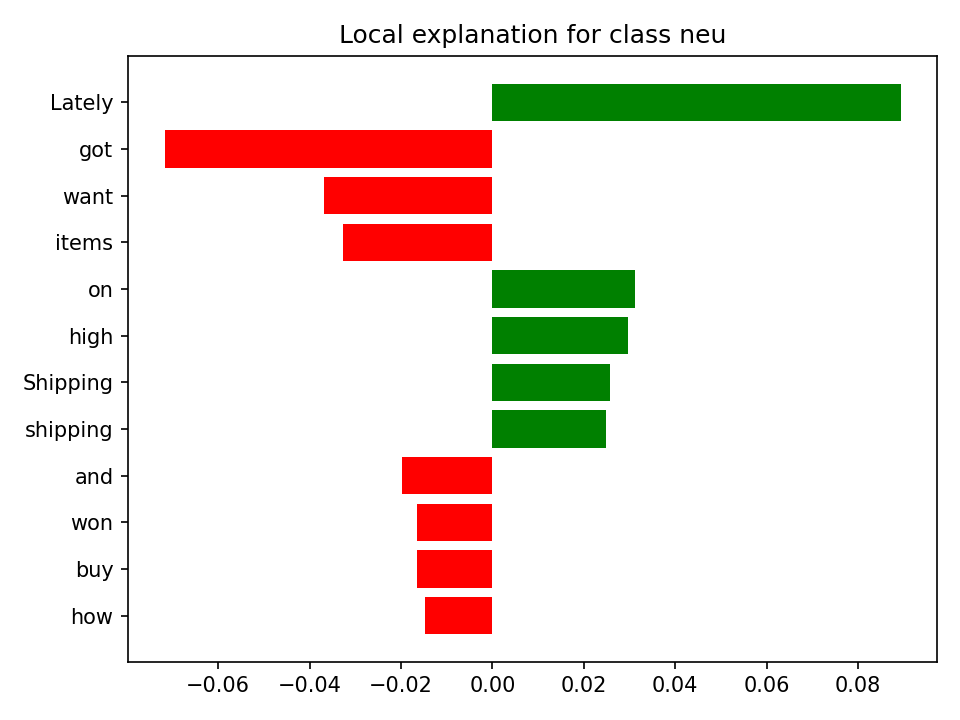 Local explanation for class neu
Lately
got
want
items
on
high
Shipping
shipping
and
won
buy
how
−0.06 −0.04 −0.02 0.00 0.02 0.04 0.06 0.08